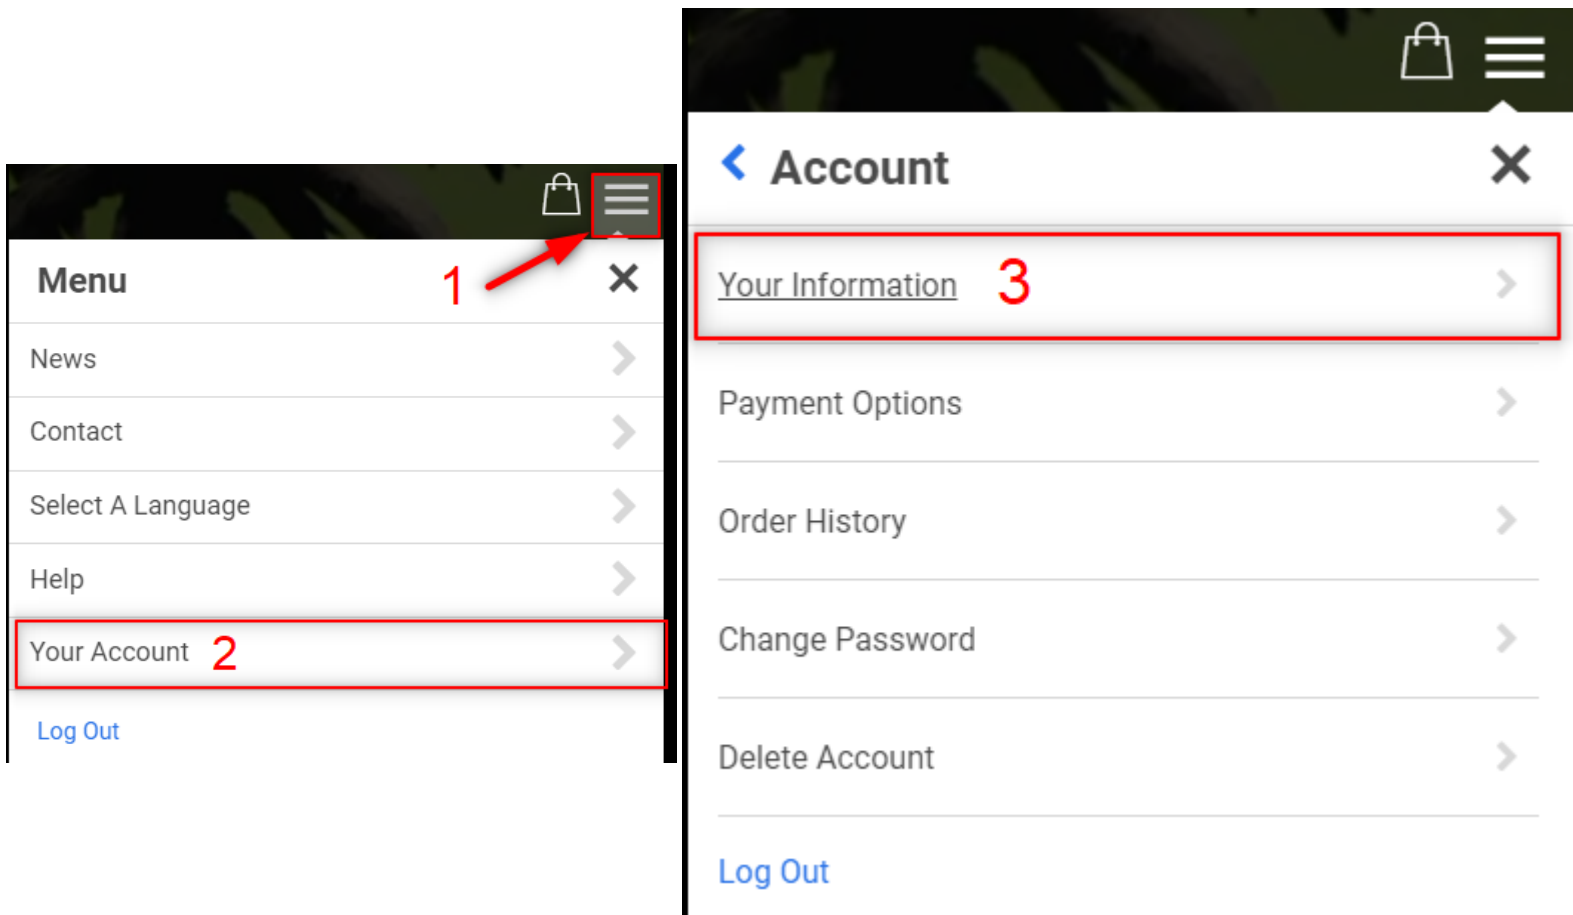 Menu
1
News
Contact
Select A Language
Help
Your Account 2
Log Out
Account
Your Information 3
Payment Options
Order History
Change Password
Delete Account
Log Out